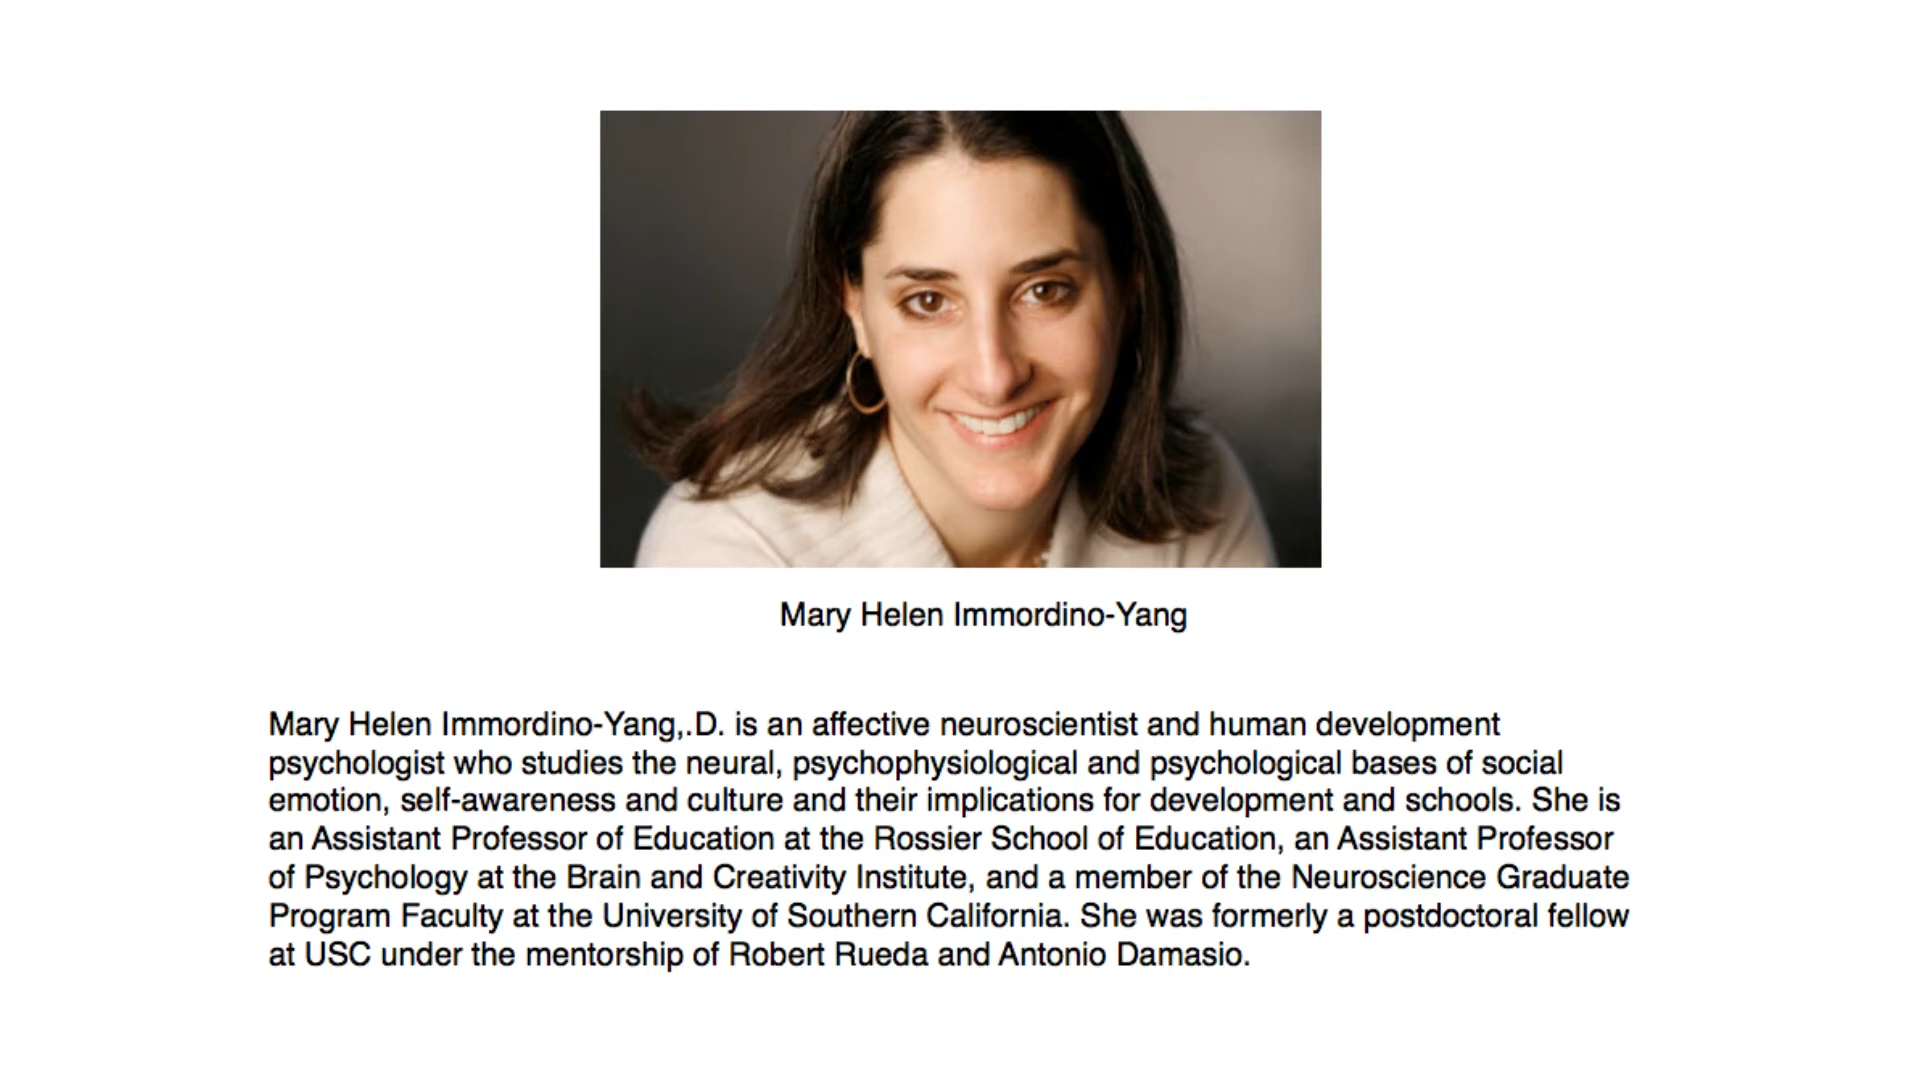 Mary Helen Immordino-Yang
Mary Helen Immordino-Yang,.D. is an affective neuroscientist and human development
psychologist who studies the neural, psychophysiological and psychological bases of social
emotion, self-awareness and culture and their implications for development and schools. She is
an Assistant Professor of Education at the Rossier School of Education, an Assistant Professor
of Psychology at the Brain and Creativity Institute, and a member of the Neuroscience Graduate
Program Faculty at the University of Southern California. She was formerly a postdoctoral fellow
at USC under the mentorship of Robert Rueda and Antonio Damasio.